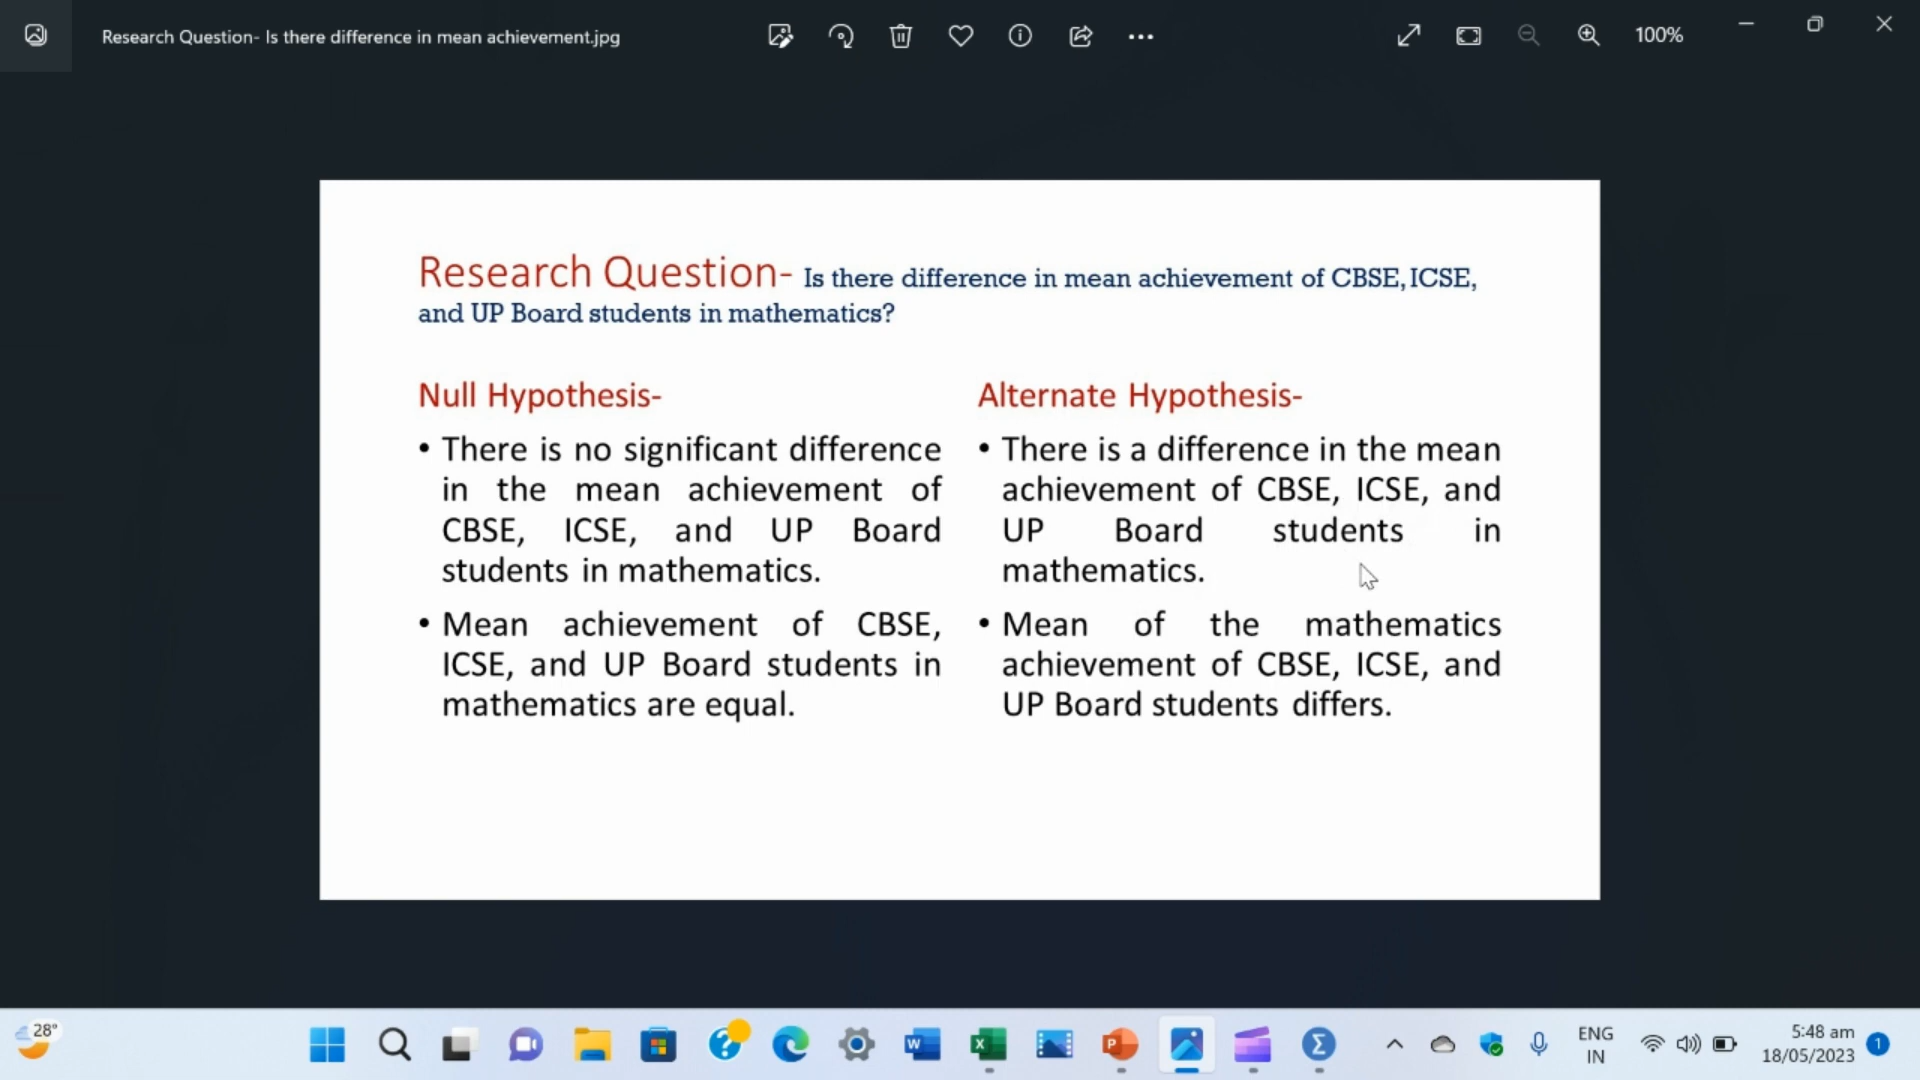 Research Question- Is there difference in mean achievement.jpg
100%
Research Question- Is there difference in mean achievement of CBSE, ICSE,
and UP Board students in mathematics?
Null Hypothesis-
• There is no significant difference
in the mean achievement of
CBSE, ICSE, and UP Board
students in mathematics.
• Mean achievement of CBSE,
ICSE, and UP Board students in
mathematics are equal.
Alternate Hypothesis-
• There is a difference in the mean
achievement of CBSE, ICSE, and
UP Board students in
mathematics.
• Mean of the mathematics
achievement of CBSE, ICSE, and
UP Board students differs.
28°
ENG
IN
5:48 am
18/05/2023
1